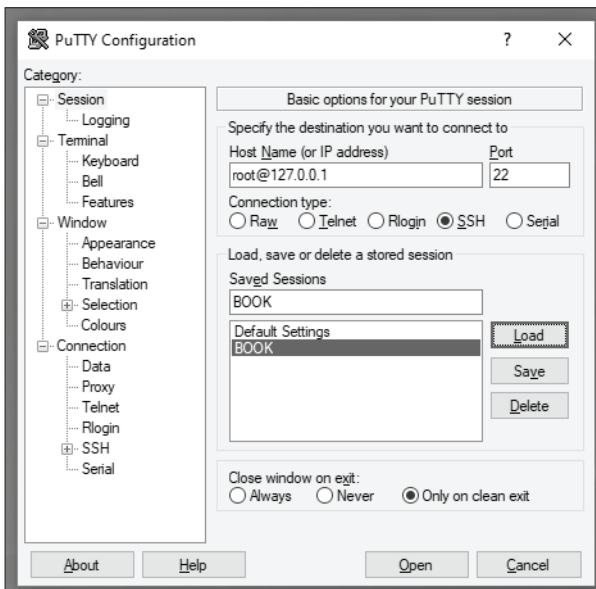 PuTTY Configuration
?
Category:
Session
Logging
Terminal
Keyboard
Bell
Features
Window
Appearance
Behaviour
Translation
Selection
Colours
Connection
Data
Proxy
Telnet
Rlogin
SSH
Serial
Basic options for your PuTTY session
Specify the destination you want to connect to
Host Name (or IP address) Port
root@127.0.0.1 22
Connection type:
Raw Telnet Rlogin SSH Serial
Load, save or delete a stored session
Saved Sessions
BOOK
Default Settings
BOOK
Load
Save
Delete
Close window on exit:
Always Never Only on clean exit
About Help Open Cancel